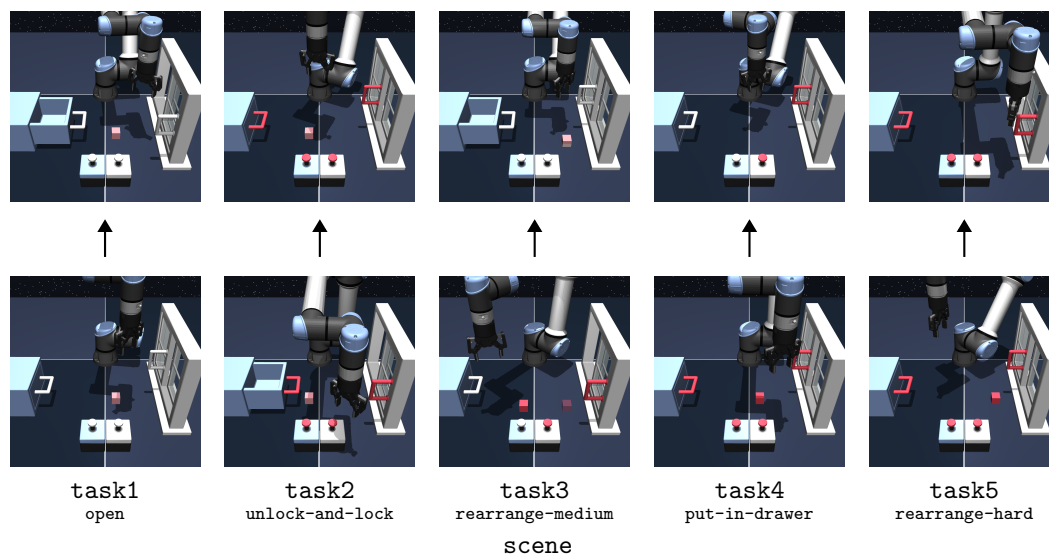 task1
open
task2
unlock-and-lock
task3
rearrange-medium
task4
put-in-drawer
task5
rearrange-hard
scene